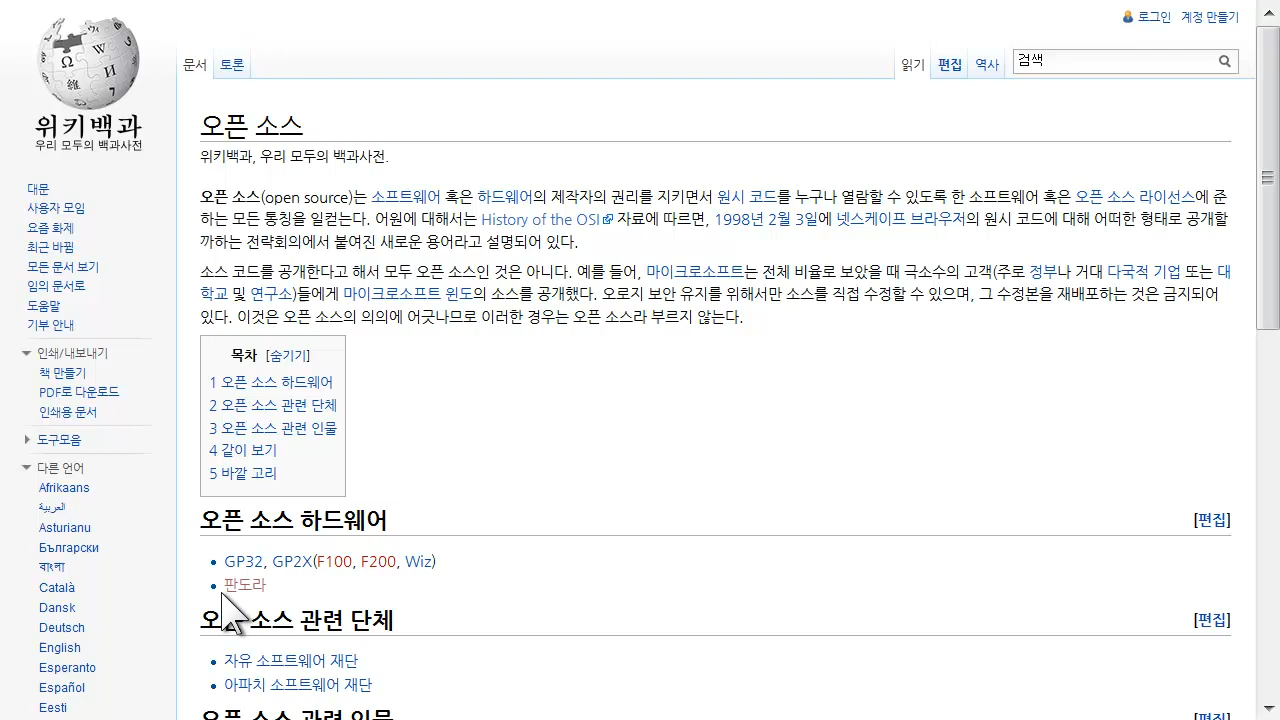 로그인 계정 만들기
문서 토론 읽기 편집 역사 검색
위키백과
우리 모두의 백과사전
대문
사용자 모임
요즘 화제
최근 바뀜
모든 문서 보기
임의 문서로
도움말
기부 안내
인쇄/내보내기
책 만들기
PDF로 다운로드
인쇄용 문서
도구모음
다른 언어
Afrikaans
العربية
Asturianu
Български
বাংলা
Català
Dansk
Deutsch
English
Esperanto
Español
Eesti
오픈 소스
위키백과, 우리 모두의 백과사전.
오픈 소스(open source)는 소프트웨어 혹은 하드웨어의 제작자의 권리를 지키면서 원시 코드를 누구나 열람할 수 있도록 한 소프트웨어 혹은 오픈 소스 라이선스에 준
하는 모든 통칭을 일컫는다. 어원에 대해서는 History of the OSI 자료에 따르면, 1998년 2월 3일에 넷스케이프 브라우저의 원시 코드에 대해 어떠한 형태로 공개할
까하는 전략회의에서 붙여진 새로운 용어라고 설명되어 있다.
소스 코드를 공개한다고 해서 모두 오픈 소스인 것은 아니다. 예를 들어, 마이크로소프트는 전체 비율로 보았을 때 극소수의 고객(주로 정부나 거대 다국적 기업 또는 대
학교 및 연구소)들에게 마이크로소프트 윈도의 소스를 공개했다. 오로지 보안 유지를 위해서만 소스를 직접 수정할 수 있으며, 그 수정본을 재배포하는 것은 금지되어
있다. 이것은 오픈 소스의 의의에 어긋나므로 이러한 경우는 오픈 소스라 부르지 않는다.
목차 [숨기기]
1 오픈 소스 하드웨어
2 오픈 소스 관련 단체
3 오픈 소스 관련 인물
4 같이 보기
5 바깥 고리
오픈 소스 하드웨어 [편집]
GP32, GP2X(F100, F200, Wiz)
판도라
오픈 소스 관련 단체 [편집]
자유 소프트웨어 재단
아파치 소프트웨어 재단
오픈 소스 관련 인물 [편집]